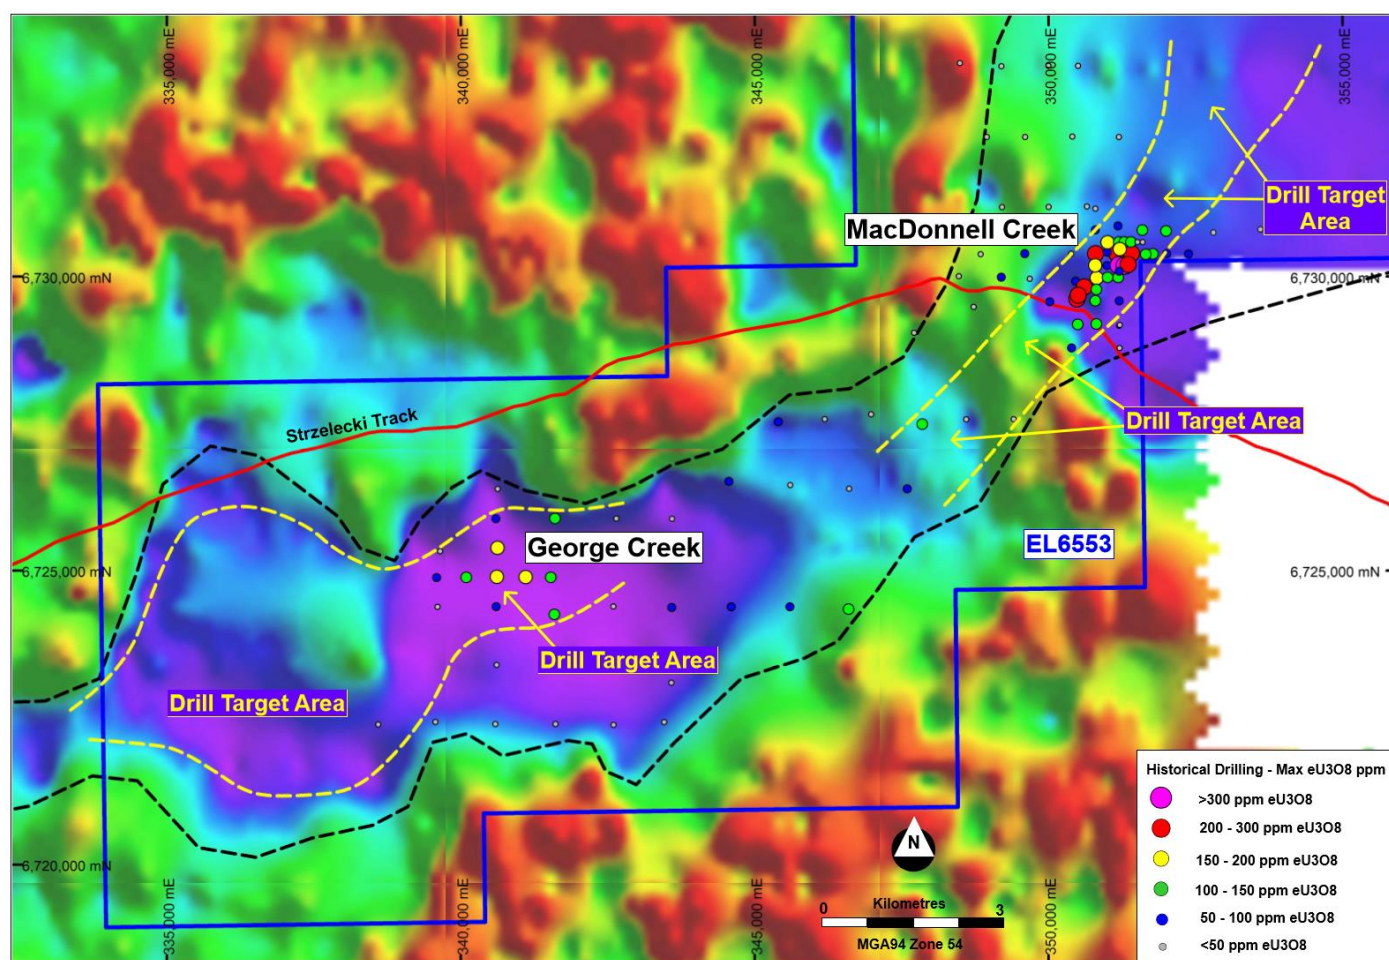 335,000 mE
340,000 mE
345,000 mE
350,000 mE
355,000 mE
Drill Target
Area
MacDonnell Creek
6,730,000 mN
6,730,000 mN
Strzelecki Track
Drill Target Area
George Creek
EL6553
6,725,000 mN
6,725,000 mN
Drill Target Area
Drill Target Area
6,720,000 mN
335,000 mE
340,000 mE
345,000 mE
350,000 mE
N
0
Kilometres
3
MGA94 Zone 54
Historical Drilling - Max eU3O8 ppm
>300 ppm eU3O8
200 - 300 ppm eU3O8
150 - 200 ppm eU3O8
100 - 150 ppm eU3O8
50 - 100 ppm eU3O8
<50 ppm eU3O8